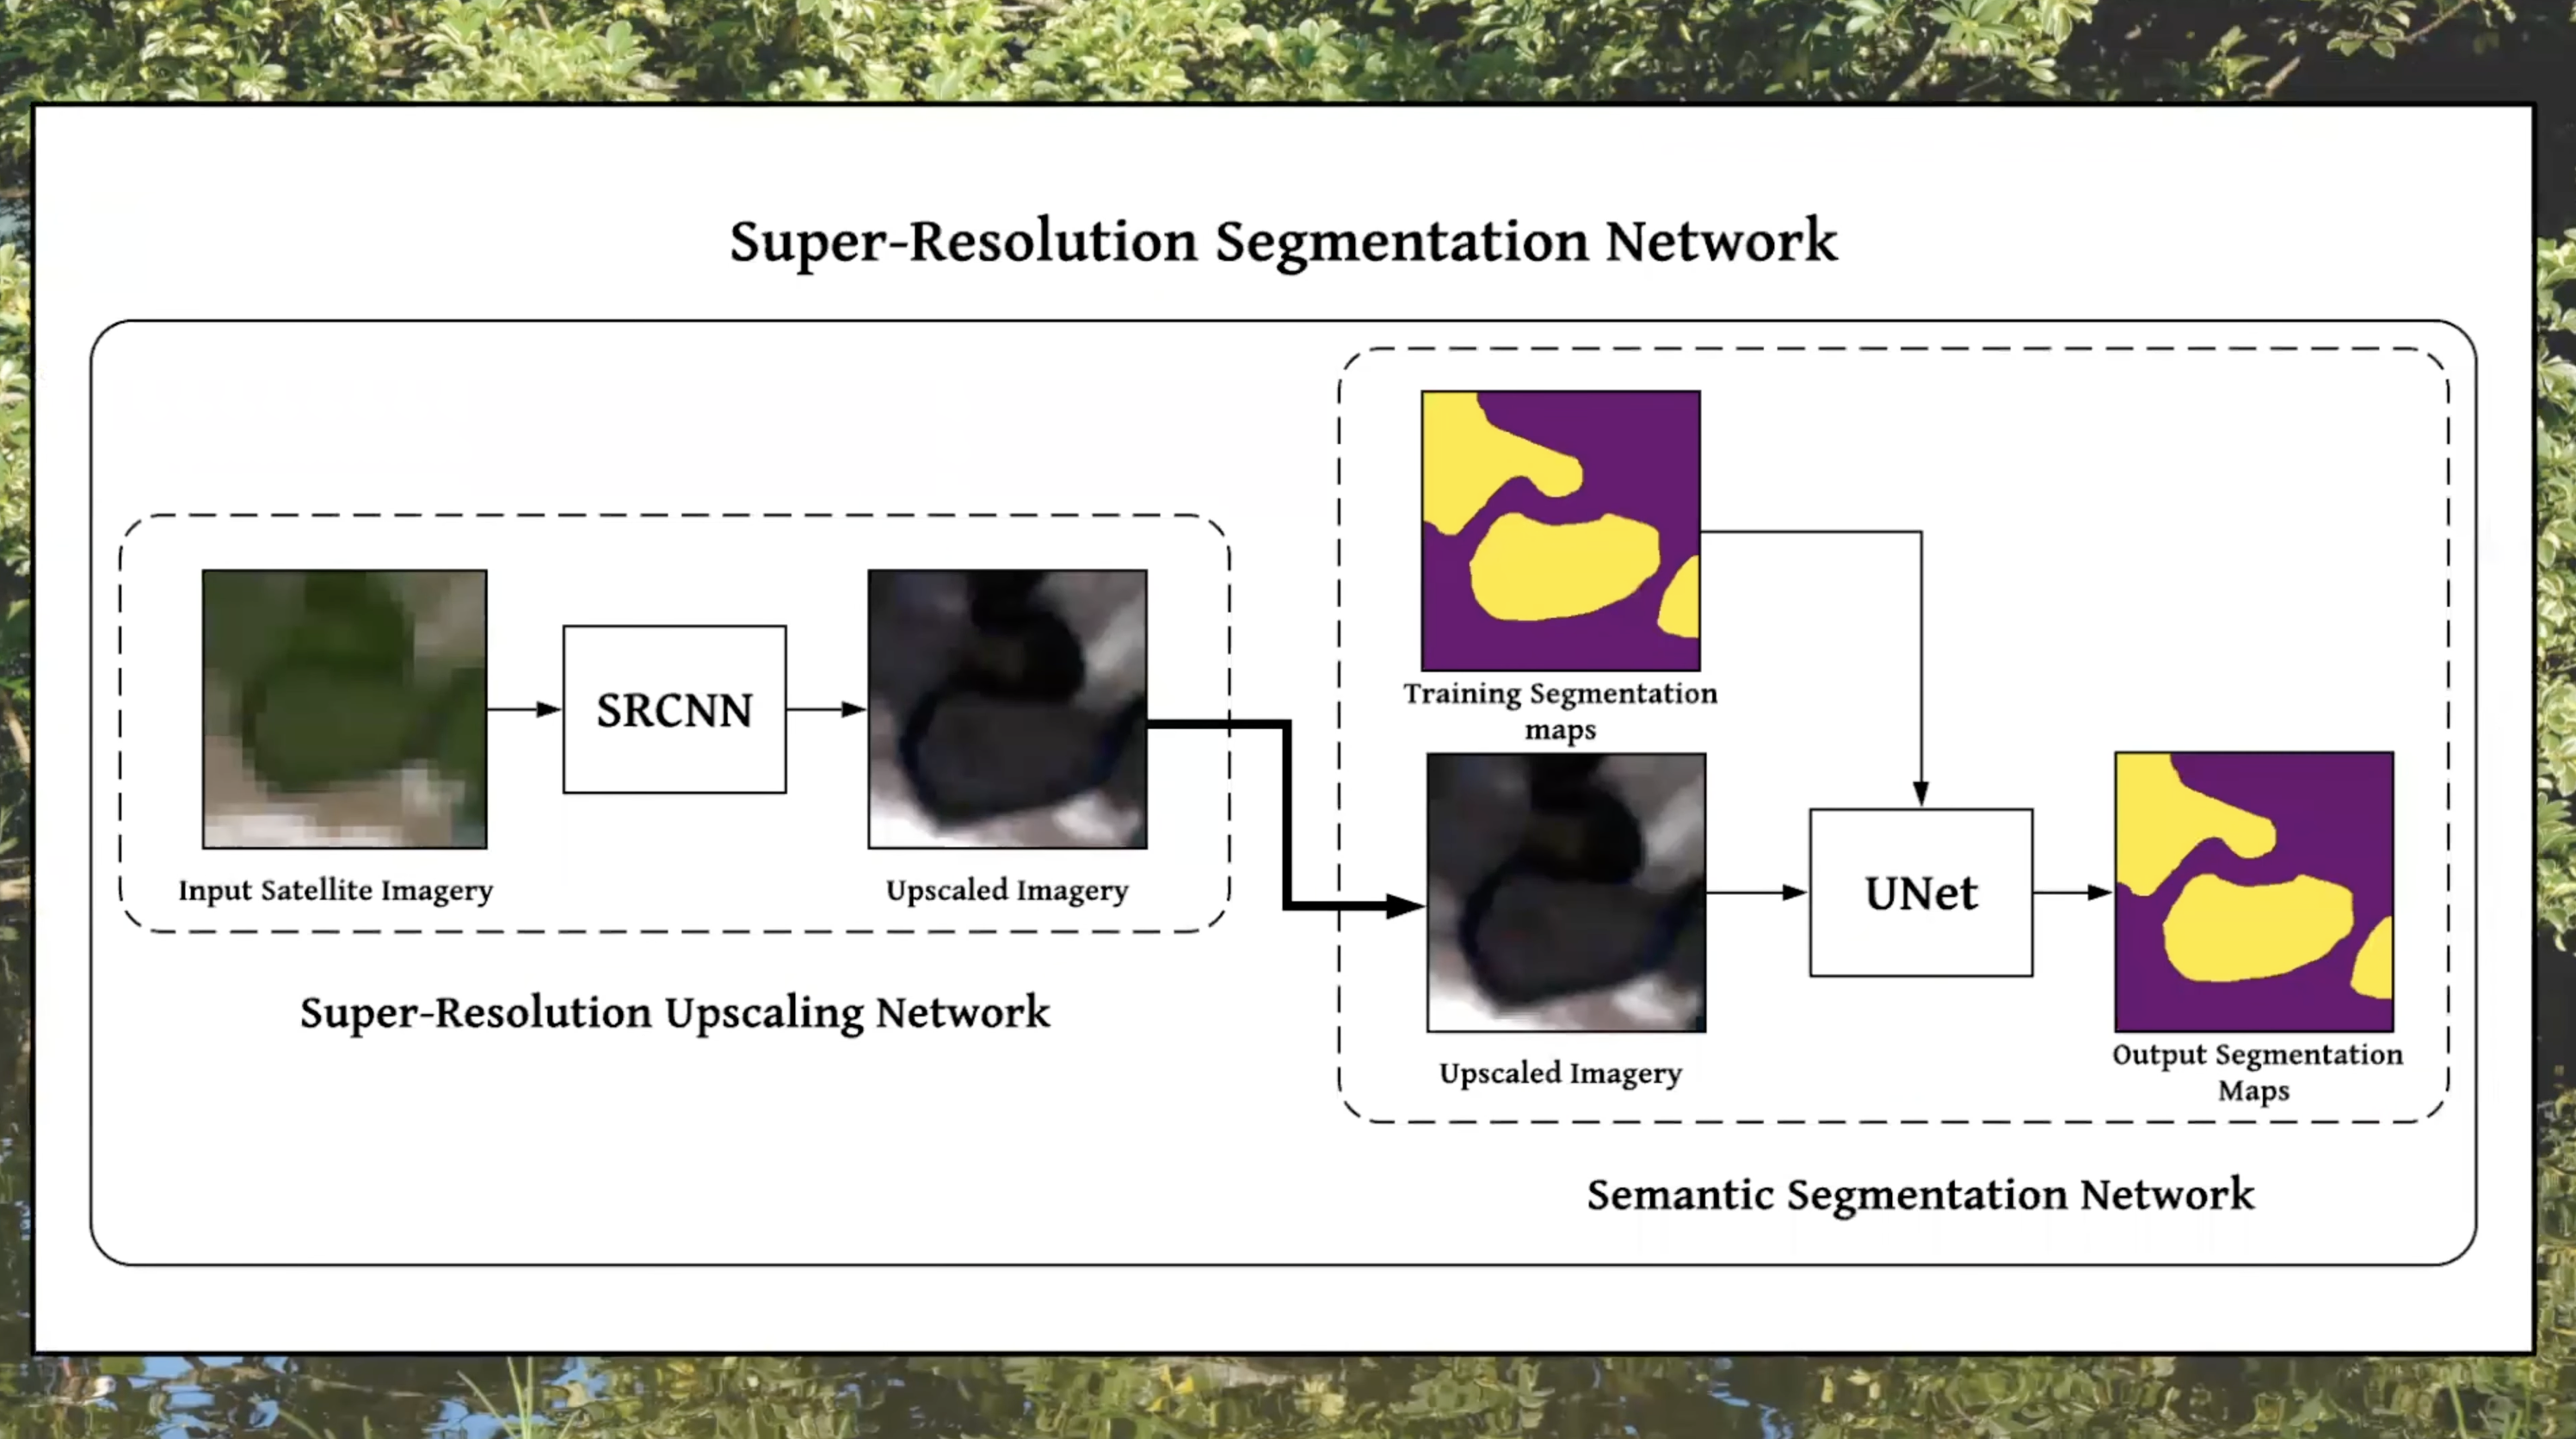 Super-Resolution Segmentation Network
Input Satellite Imagery
SRCNN
Upscaled Imagery
Super-Resolution Upscaling Network
Training Segmentation
maps
Upscaled Imagery
UNet
Output Segmentation
Maps
Semantic Segmentation Network